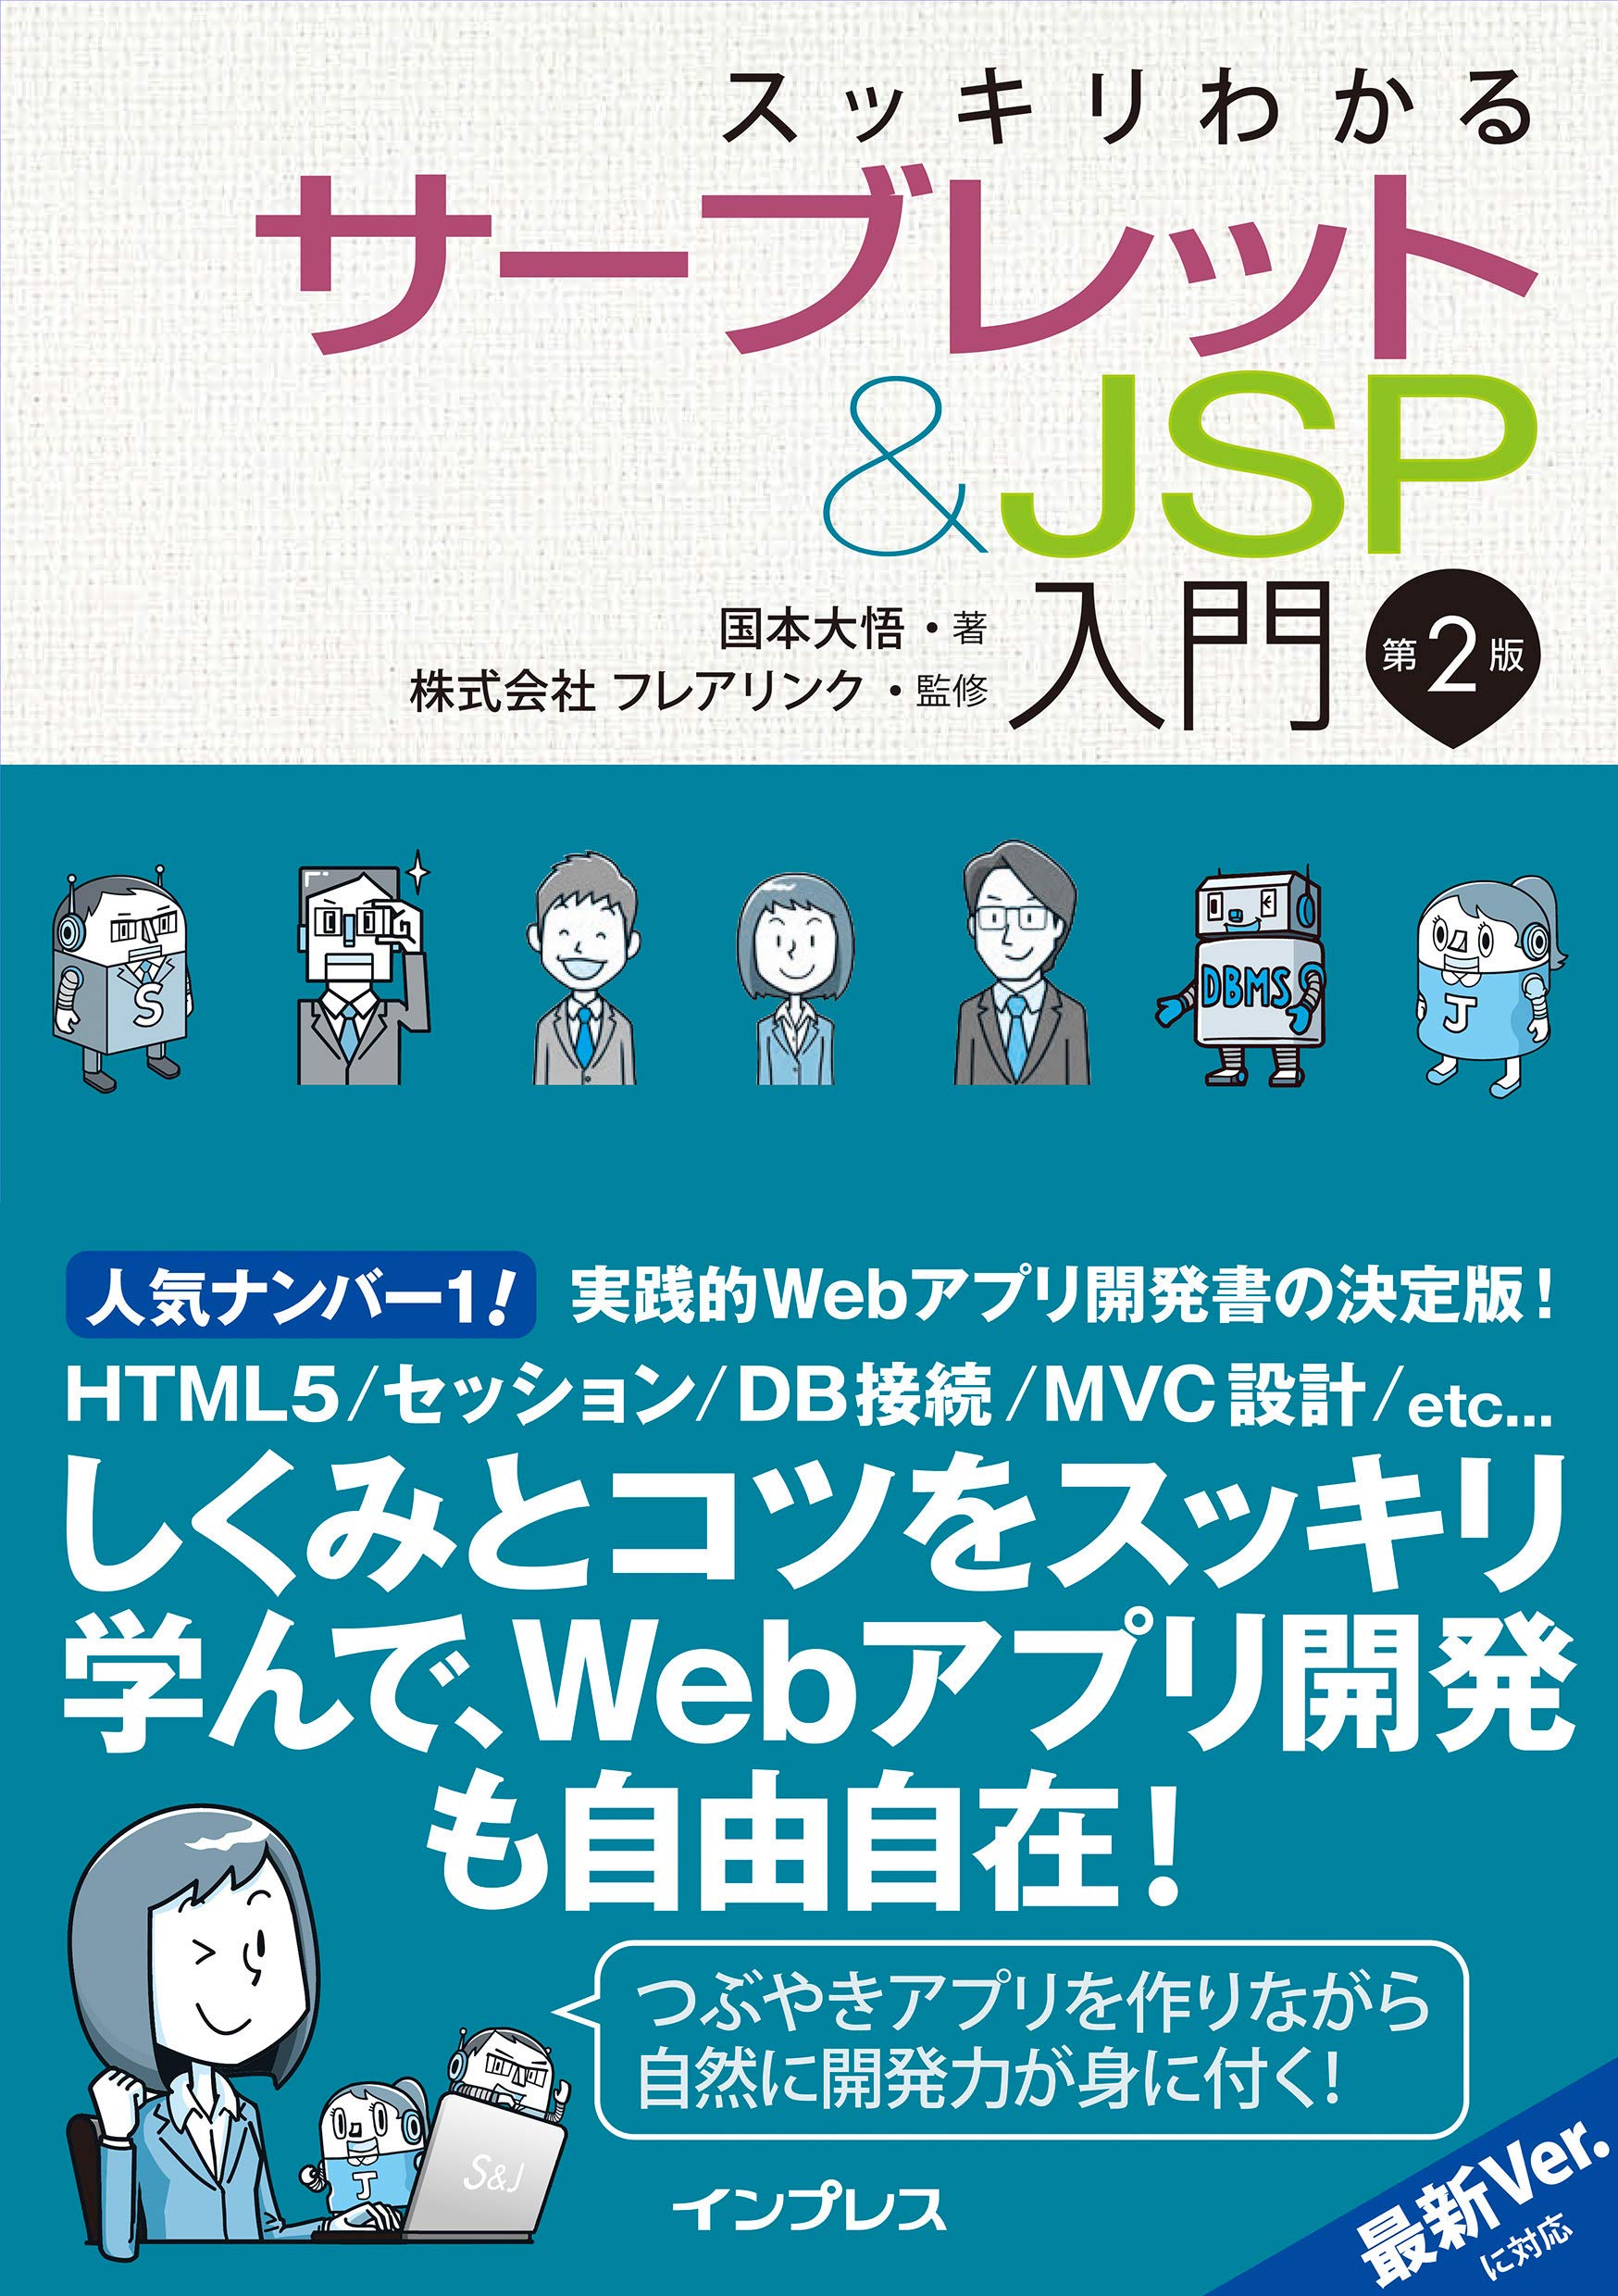 スッキリわかる
サーブレット
&JSP
入門 第2版
国本大悟・著
株式会社 フレアリンク・監修
S
DBMS
J
人気ナンバー1! 実践的Webアプリ開発書の決定版!
HTML5/セッション/DB接続/MVC設計/etc...
しくみとコツをスッキリ
学んで、Webアプリ開発
も自由自在!
つぶやきアプリを作りながら
自然に開発力が身に付く!
J
S&J
インプレス
最新Ver.
に対応